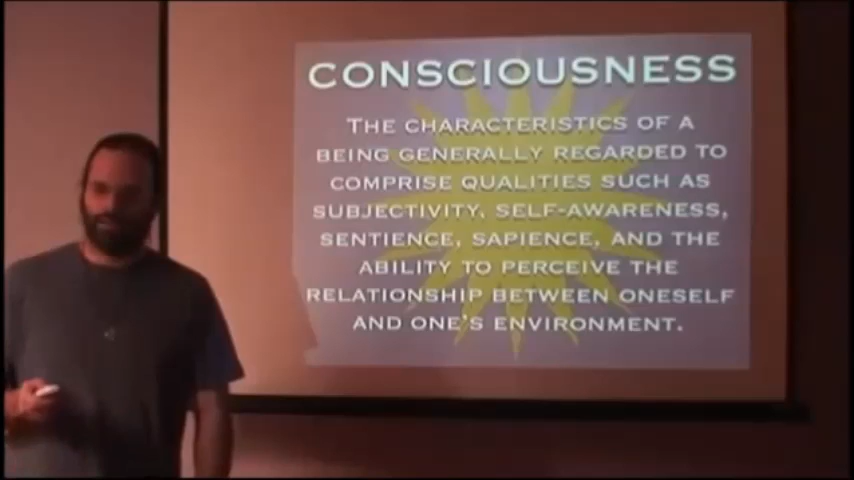 CONSCIOUSNESS
THE CHARACTERISTICS OF A
BEING GENERALLY REGARDED TO
COMPRISE QUALITIES SUCH AS
SUBJECTIVITY, SELF-AWARENESS,
SENTIENCE, SAPIENCE, AND THE
ABILITY TO PERCEIVE THE
RELATIONSHIP BETWEEN ONESELF
AND ONE'S ENVIRONMENT.